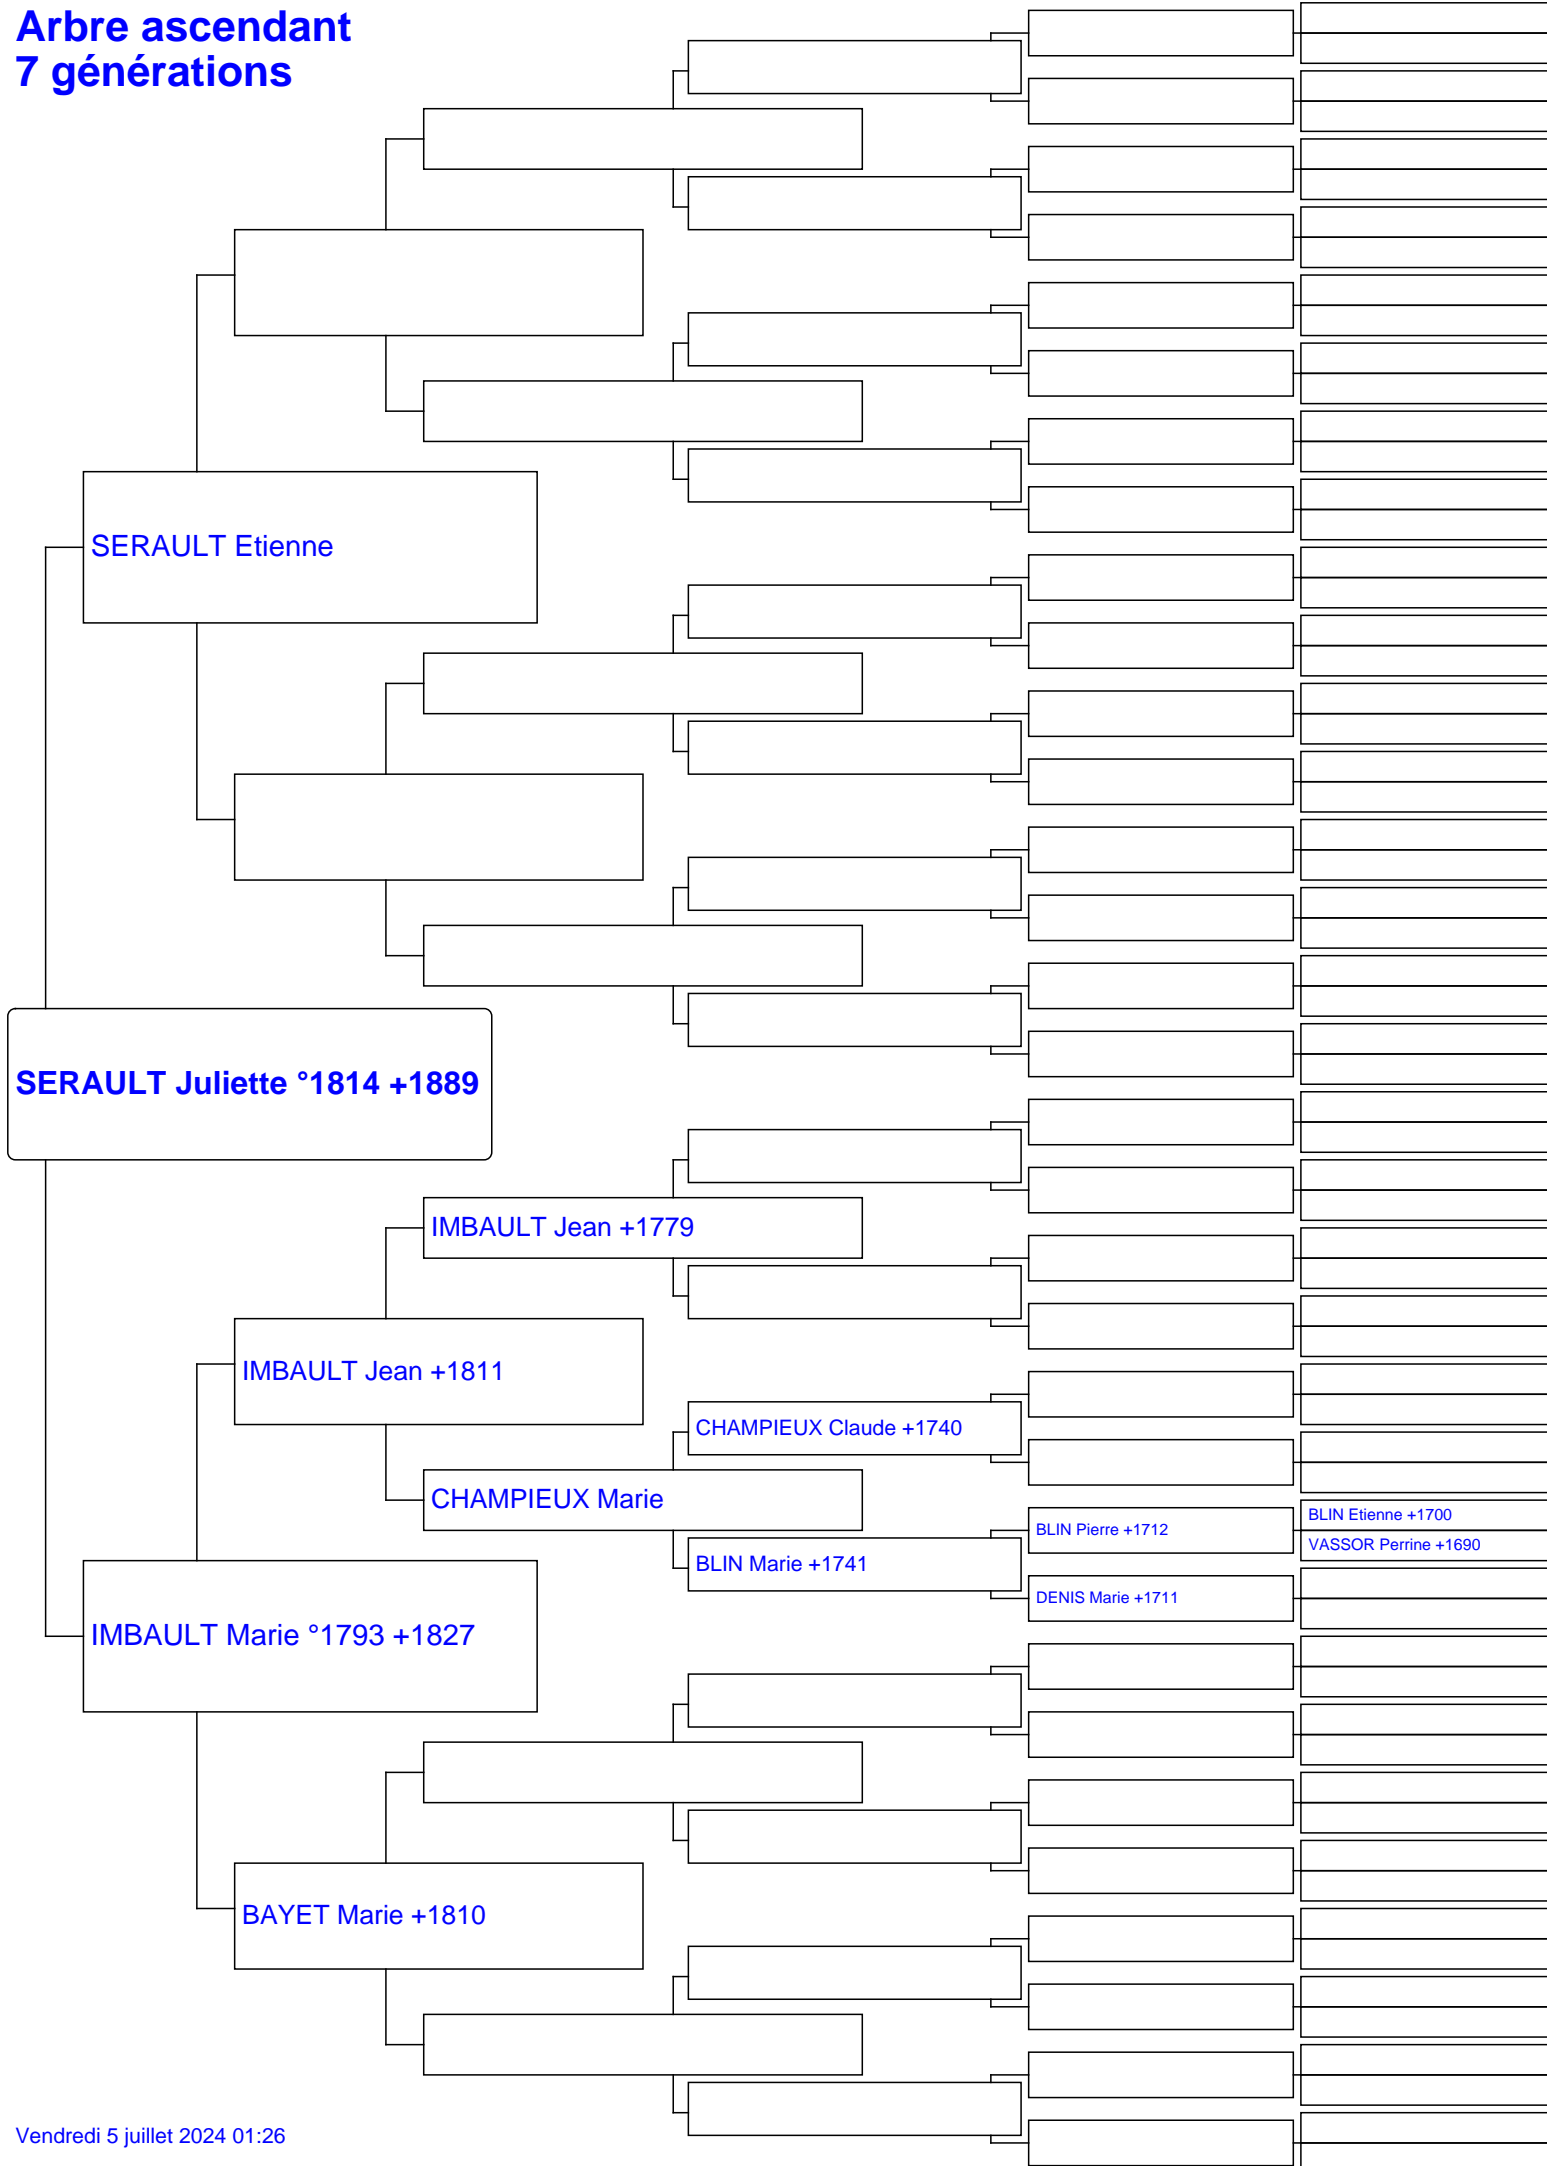 Arbre ascendant
7 générations
SERAULT Etienne
SERAULT Juliette °1814 +1889
IMBAULT Jean +1779
IMBAULT Jean +1811
CHAMPIEUX Claude +1740
CHAMPIEUX Marie
BLIN Etienne +1700
BLIN Pierre +1712
VASSOR Perrine +1690
BLIN Marie +1741
DENIS Marie +1711
IMBAULT Marie °1793 +1827
BAYET Marie +1810
Vendredi 5 juillet 2024 01:26